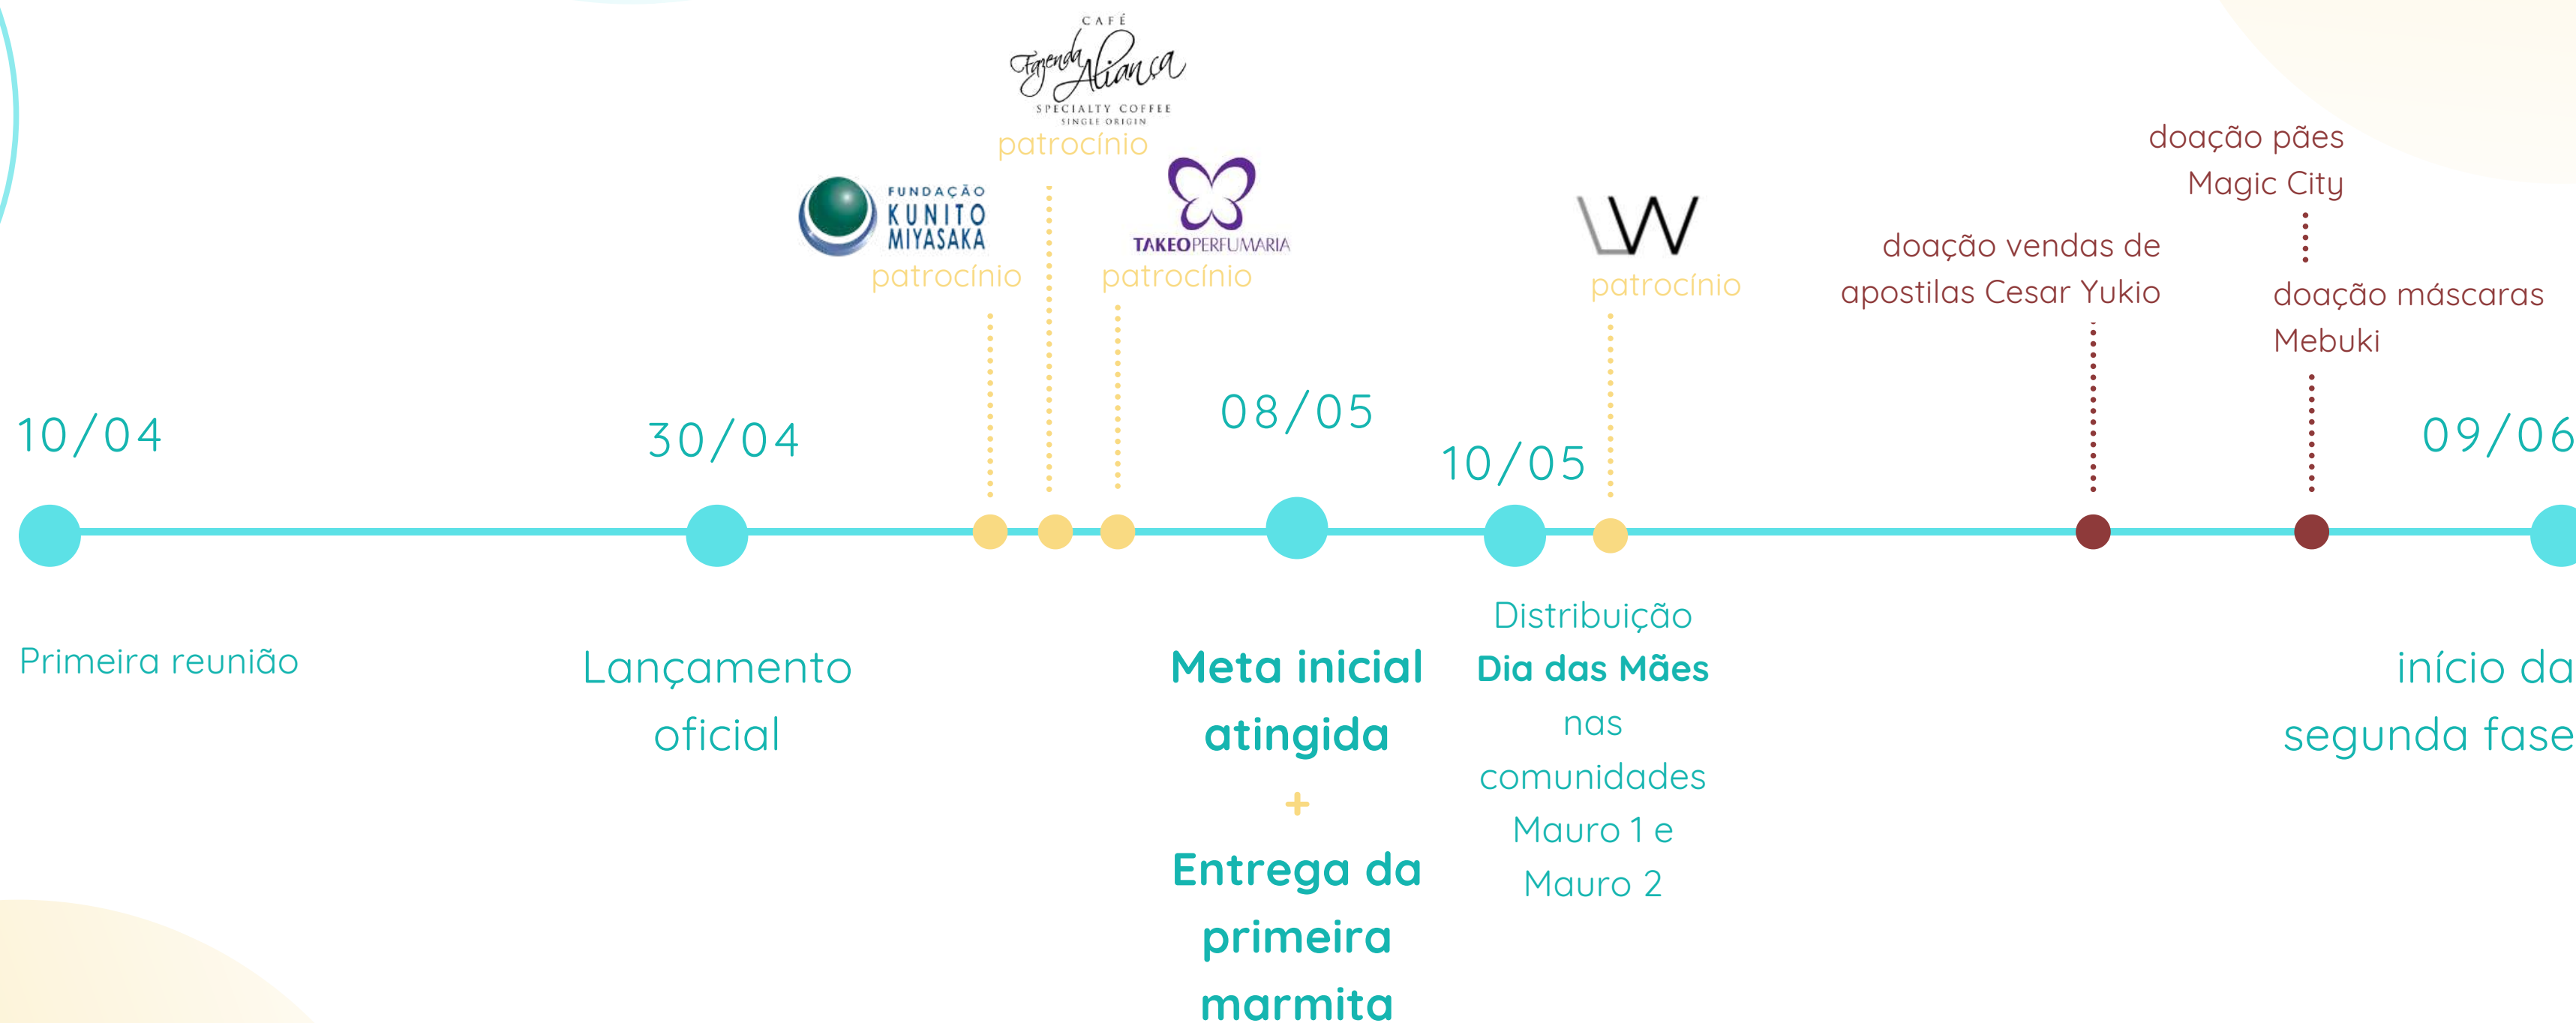 CAFÉ
Fazenda Aliança
SPECIALTY COFFEE
SINGLE ORIGIN
patrocínio
FUNDAÇÃO
KUNITO
MIYASAKA
patrocínio
TAKEO PERFUMARIA
patrocínio
LW
patrocínio
doação vendas de
apostilas Cesar Yukio
doação pães
Magic City
doação máscaras
Mebuki
10/04
Primeira reunião
30/04
Lançamento
oficial
08/05
Meta inicial
atingida
+
Entrega da
primeira
marmita
10/05
Distribuição
Dia das Mães
nas
comunidades
Mauro 1 e
Mauro 2
09/06
início da
segunda fase